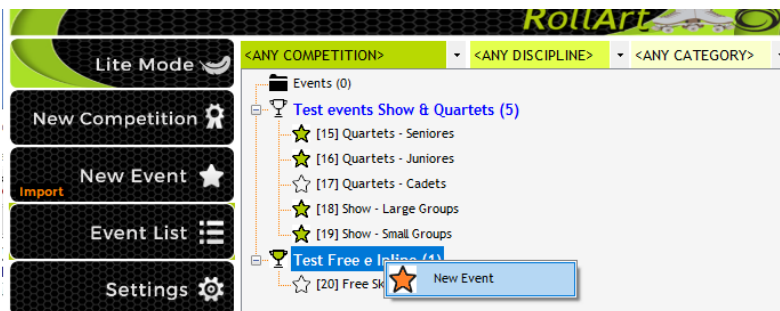 RollArt
Lite Mode
<ANY COMPETITION> <ANY DISCIPLINE> <ANY CATEGORY>
Events (0)
New Competition
Test events Show & Quartets (5)
[15] Quartets - Seniores
[16] Quartets - Juniores
New Event
Import
[17] Quartets - Cadets
[18] Show - Large Groups
Event List
[19] Show - Small Groups
Test Free e Inline (1)
New Event
Settings
[20] Free